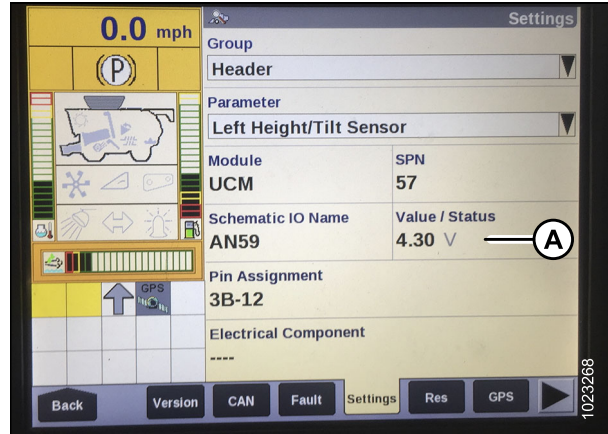 0.0 mph
(P)
GPS
Settings
Group
Header
Parameter
Left Height/Tilt Sensor
Module
UCM
SPN
57
Schematic IO Name
AN59
Value / Status
4.30 V
A
Pin Assignment
3B-12
Electrical Component
----
Back
Version
CAN
Fault
Settings
Res
GPS
1023268